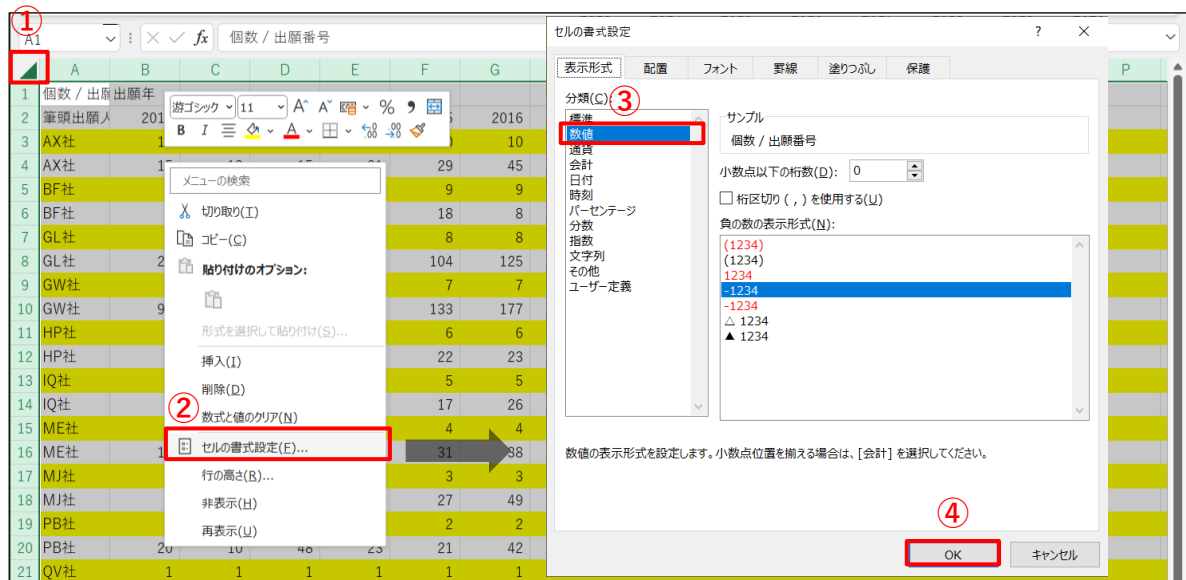 ①
A1
fx 個数 / 出願番号
A B C D E F G P
1 個数 / 出願 出願年
2 筆頭出願人 201 2016
3 AX社 1 10
4 AX社 29 45
5 BF社 9 9
6 BF社 18 8
7 GL社 8 8
8 GL社 2 104 125
9 GW社 7 7
10 GW社 9 133 177
11 HP社 6 6
12 HP社 22 23
13 IQ社 5 5
14 IQ社 17 26
15 ME社 4 4
16 ME社 1 31 38
17 MJ社 3 3
18 MJ社 27 49
19 PB社 2 2
20 PB社 20 10 48 23 21 42
21 QV社 1 1 1 1 1 1
游ゴシック 11 A^ A˅ % 9
B I A
メニューの検索
切り取り(T)
コピー(C)
貼り付けのオプション:
形式を選択して貼り付け(S)...
挿入(I)
削除(D)
②
数式と値のクリア(N)
セルの書式設定(F)...
行の高さ(R)...
非表示(H)
再表示(U)
セルの書式設定 ? ×
表示形式 配置 フォント 罫線 塗りつぶし 保護
分類(C):
③
標準
数値
通貨
会計
日付
時刻
パーセンテージ
分数
指数
文字列
その他
ユーザー定義
サンプル
個数 / 出願番号
小数点以下の桁数(D): 0
桁区切り ( , ) を使用する(U)
負の数の表示形式(N):
(1234)
(1234)
1234
-1234
-1234
△ 1234
▲ 1234
数値の表示形式を設定します。小数点位置を揃える場合は、[会計] を選択してください。
④
OK キャンセル